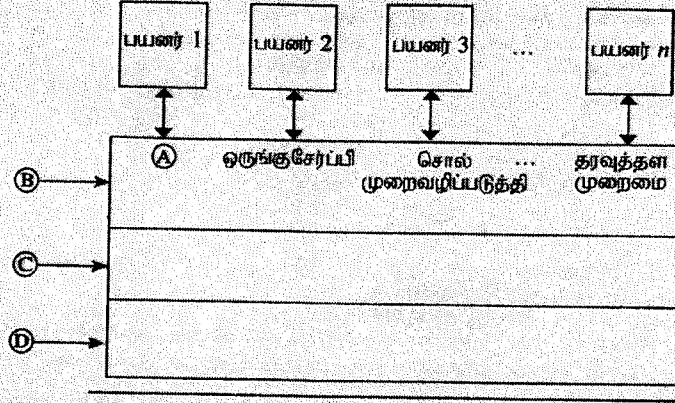 பயனர் 1 பயனர் 2 பயனர் 3 ... பயனர் n
Ⓐ ஒருங்குசேர்ப்பி சொல் ... தரவுத்தள
முறைவழிப்படுத்தி முறைமை
Ⓑ
Ⓒ
Ⓓ